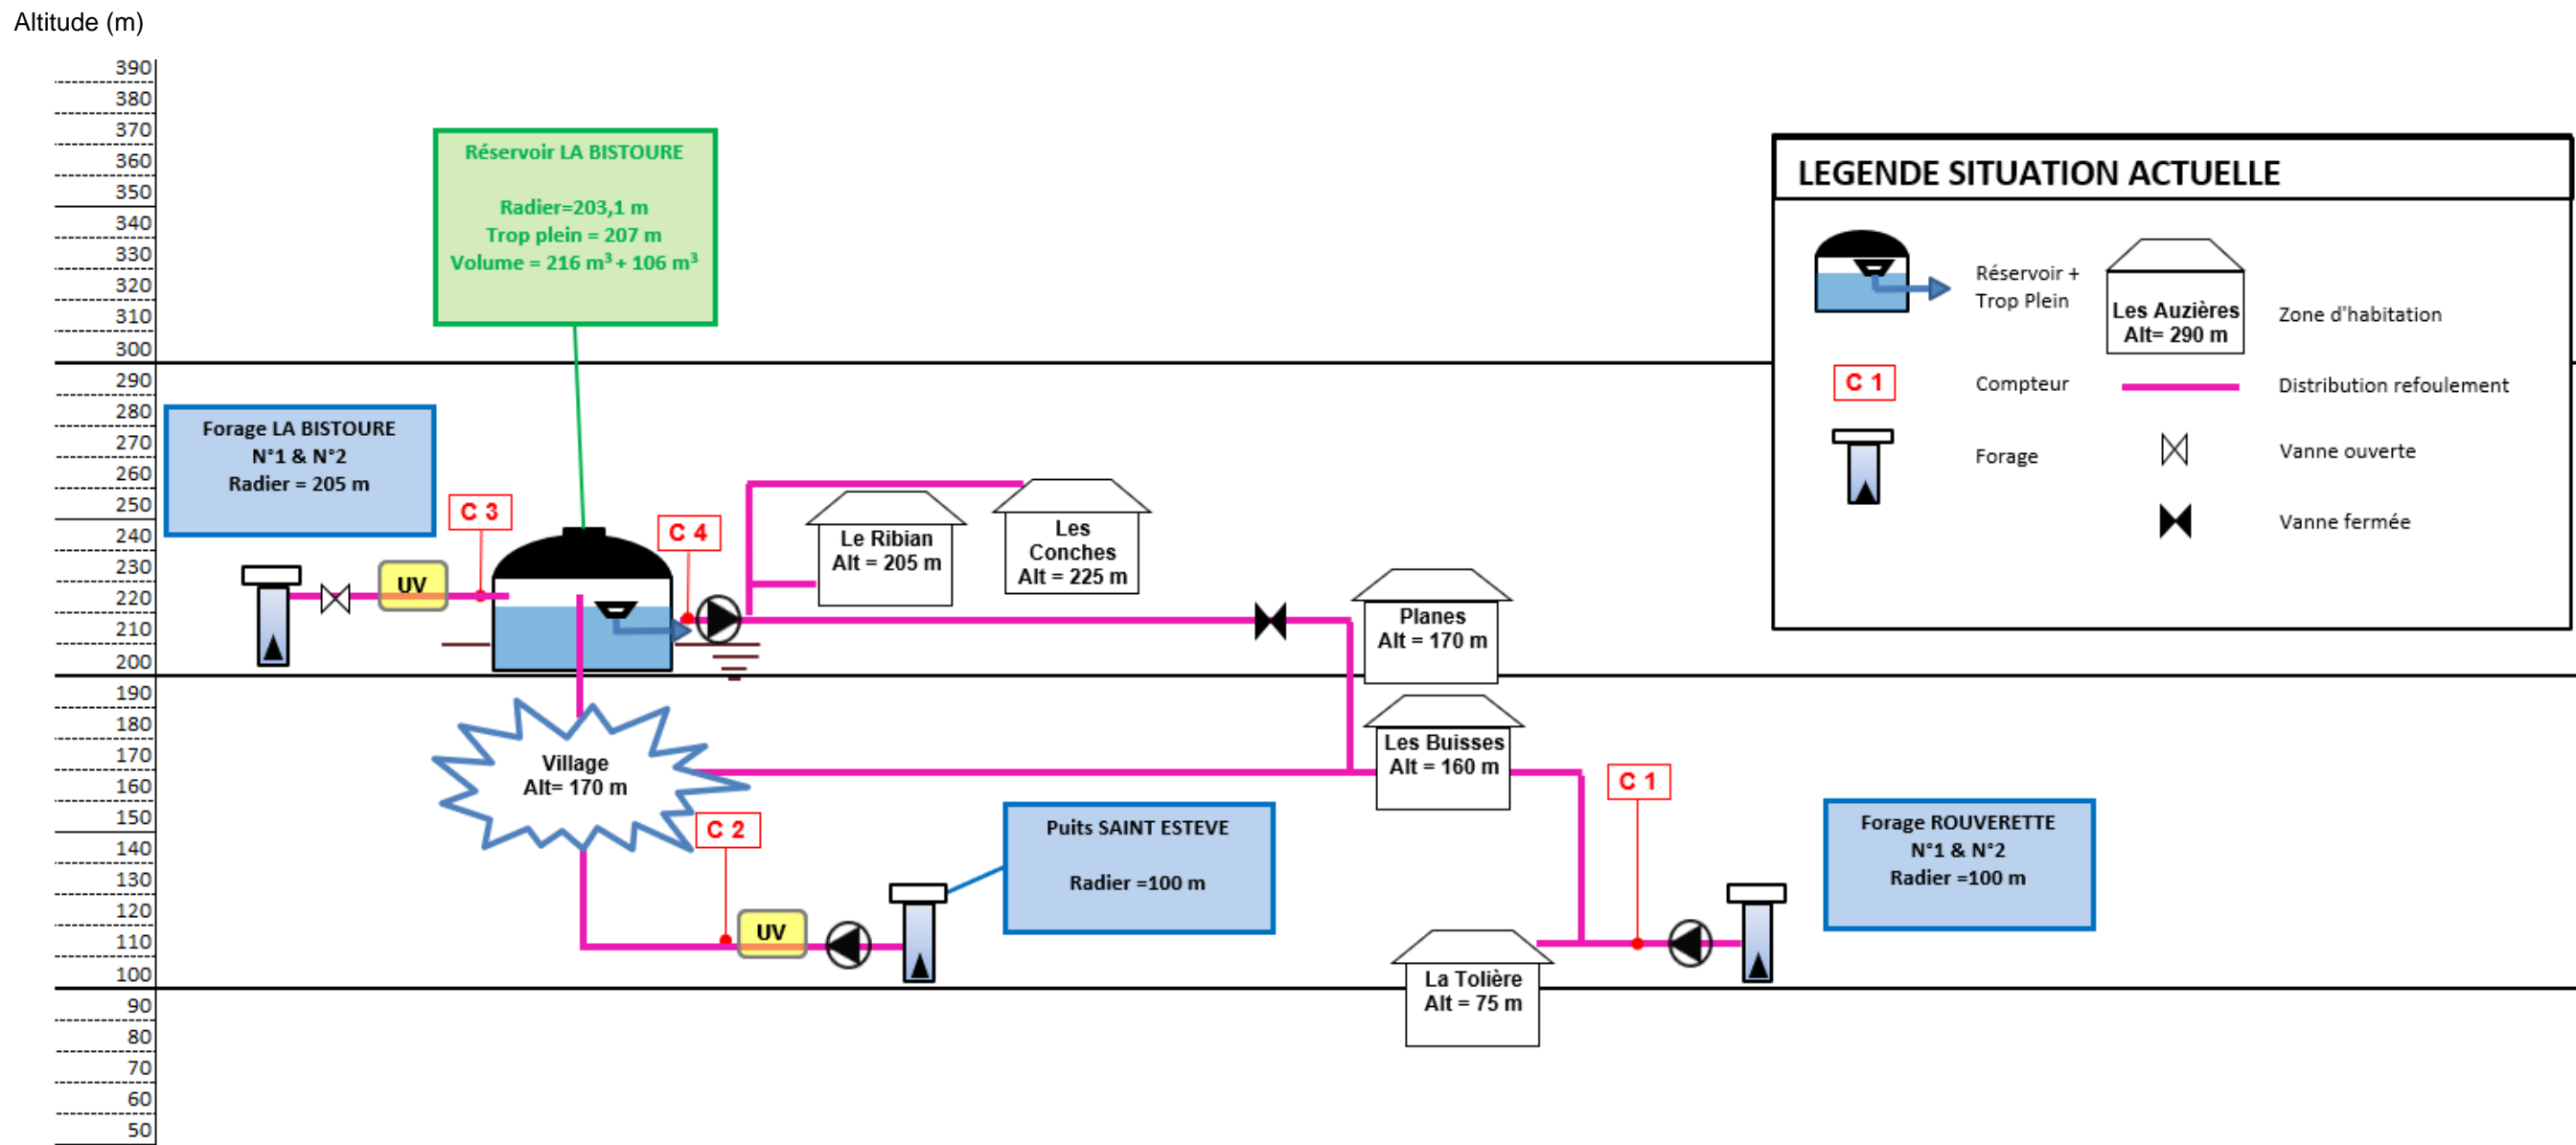 Altitude (m)
390
380
370
360
350
340
330
320
310
300
290
280
270
260
250
240
230
220
210
200
190
180
170
160
150
140
130
120
110
100
90
80
70
60
50
Réservoir LA BISTOURE
Radier=203,1 m
Trop plein = 207 m
Volume = 216 m³ + 106 m³
Forage LA BISTOURE
N°1 & N°2
Radier = 205 m
C 3
UV
C 4
Le Ribian
Alt = 205 m
Les
Conches
Alt = 225 m
Planes
Alt = 170 m
Village
Alt= 170 m
Les Buisses
Alt = 160 m
C 2
UV
Puits SAINT ESTEVE
Radier =100 m
C 1
Forage ROUVERETTE
N°1 & N°2
Radier =100 m
La Tolière
Alt = 75 m
LEGENDE SITUATION ACTUELLE
Réservoir +
Trop Plein
Les Auzières
Alt= 290 m
Zone d'habitation
C 1
Compteur
Distribution refoulement
Forage
Vanne ouverte
Vanne fermée